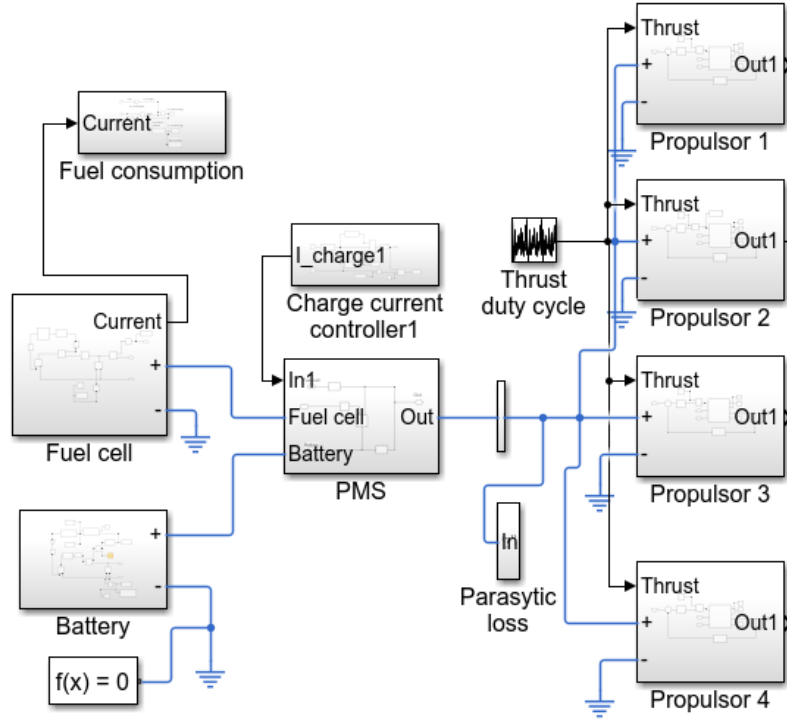 Thrust
+
-
Out1
Propulsor 1
Current
Fuel consumption
Thrust
+
-
Out1
Propulsor 2
Thrust
duty cycle
I_charge1
Charge current
controller1
Current
+
-
Fuel cell
In1
Fuel cell
Battery
Out
PMS
Thrust
+
-
Out1
Propulsor 3
+
-
Battery
In
Parasytic
loss
Thrust
+
-
Out1
Propulsor 4
f(x) = 0